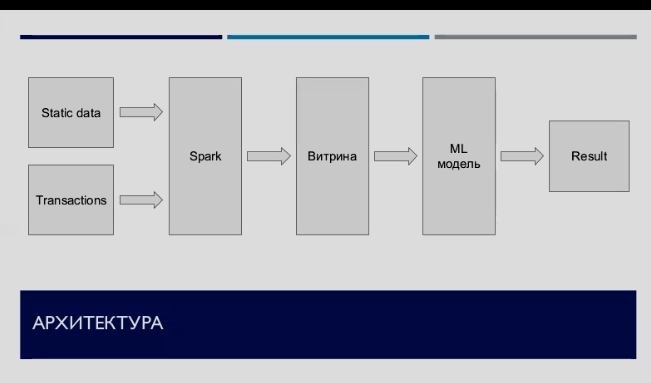 Static data
Transactions
Spark
Витрина
ML
модель
Result
АРХИТЕКТУРА